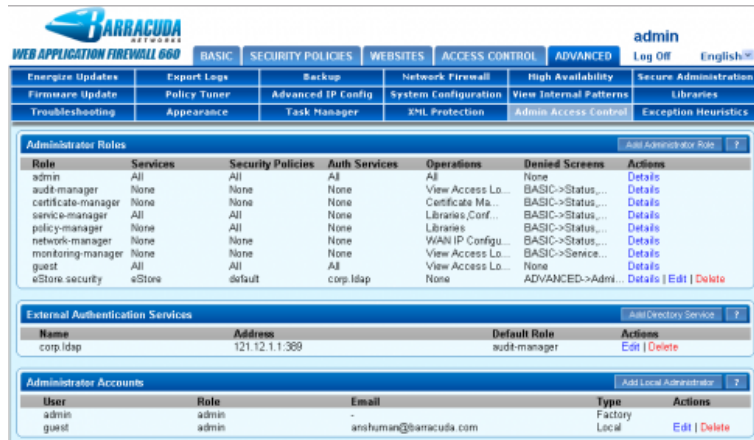 BARRACUDA
NETWORKS
WEB APPLICATION FIREWALL 660
BASIC SECURITY POLICIES WEBSITES ACCESS CONTROL ADVANCED
admin
Log Off English
Energize Updates Export Logs Backup Network Firewall High Availability Secure Administration
Firmware Update Policy Tuner Advanced IP Config System Configuration View Internal Patterns Libraries
Troubleshooting Appearance Task Manager XML Protection Admin Access Control Exception Heuristics
Administrator Roles Add Administrator Role ?
Role Services Security Policies Auth Services Operations Denied Screens Actions
admin All All All All None Details
audit-manager None None None View Access Lo... BASIC->Status,... Details
certificate-manager None None None Certificate Ma... BASIC->Status,... Details
service-manager All All All Libraries,Conf... BASIC->Status,... Details
policy-manager None All None Libraries BASIC->Status,... Details
network-manager None None None WAN IP Configu... BASIC->Status,... Details
monitoring-manager None None None View Access Lo... BASIC->Service... Details
guest All All All View Access Lo... None Details
eStore.security eStore default corp.ldap None ADVANCED->Admi... Details | Edit | Delete
External Authentication Services Add Directory Service ?
Name Address Default Role Actions
corp.ldap 121.12.1.1:389 audit-manager Edit | Delete
Administrator Accounts Add Local Administrator ?
User Role Email Type Actions
admin admin - Factory
guest admin anshuman@barracuda.com Local Edit | Delete